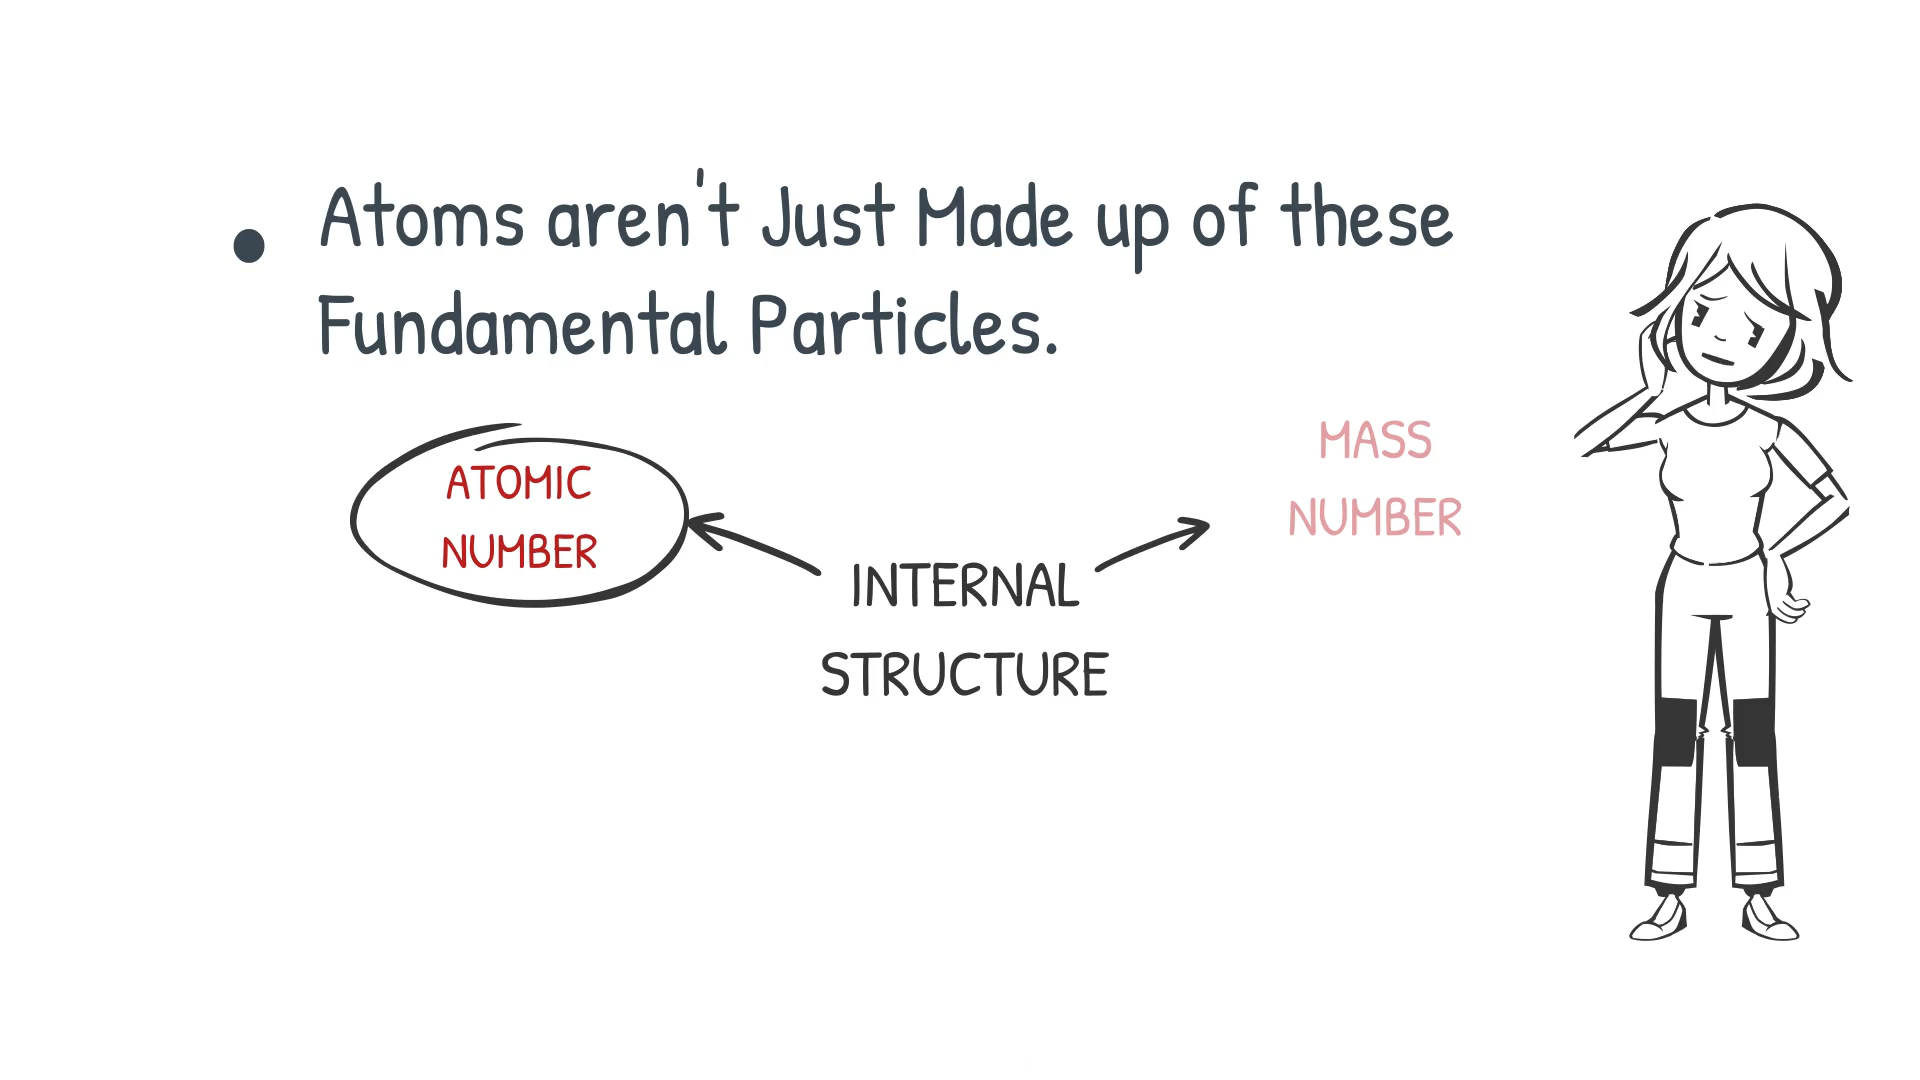 • Atoms aren't Just Made up of these
Fundamental Particles.
ATOMIC
NUMBER
INTERNAL
STRUCTURE
MASS
NUMBER